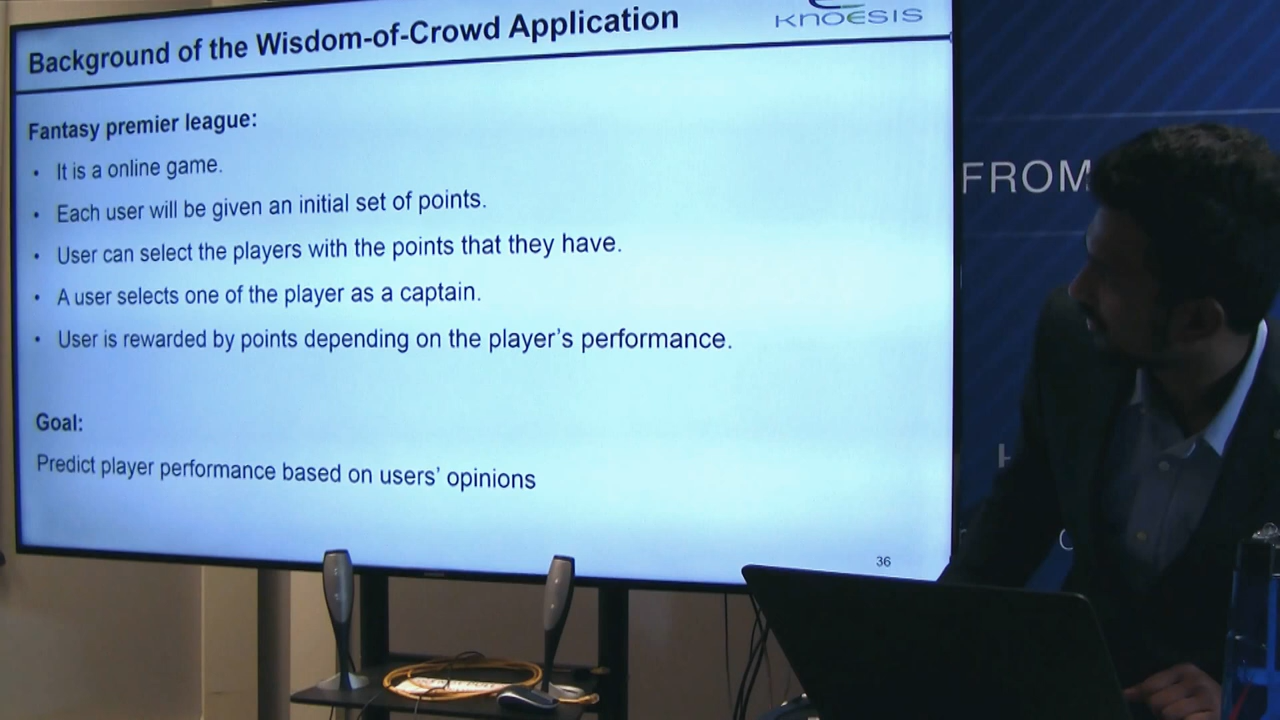 Background of the Wisdom-of-Crowd Application
KNOESIS
Fantasy premier league:
• It is a online game.
• Each user will be given an initial set of points.
• User can select the players with the points that they have.
• A user selects one of the player as a captain.
• User is rewarded by points depending on the player's performance.
Goal:
Predict player performance based on users' opinions
36
FROM